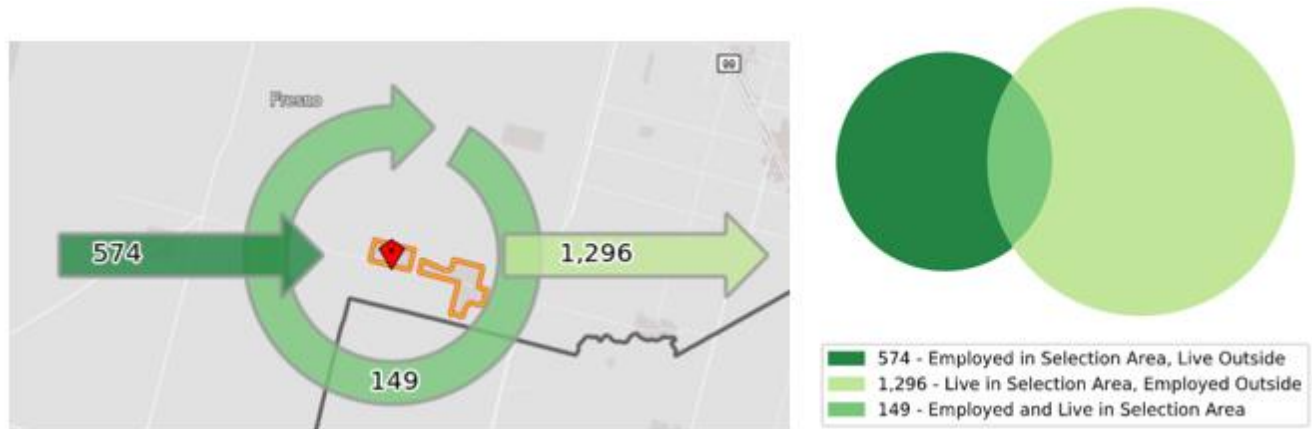 99
Fresno
574
1,296
149
574 - Employed in Selection Area, Live Outside
1,296 - Live in Selection Area, Employed Outside
149 - Employed and Live in Selection Area